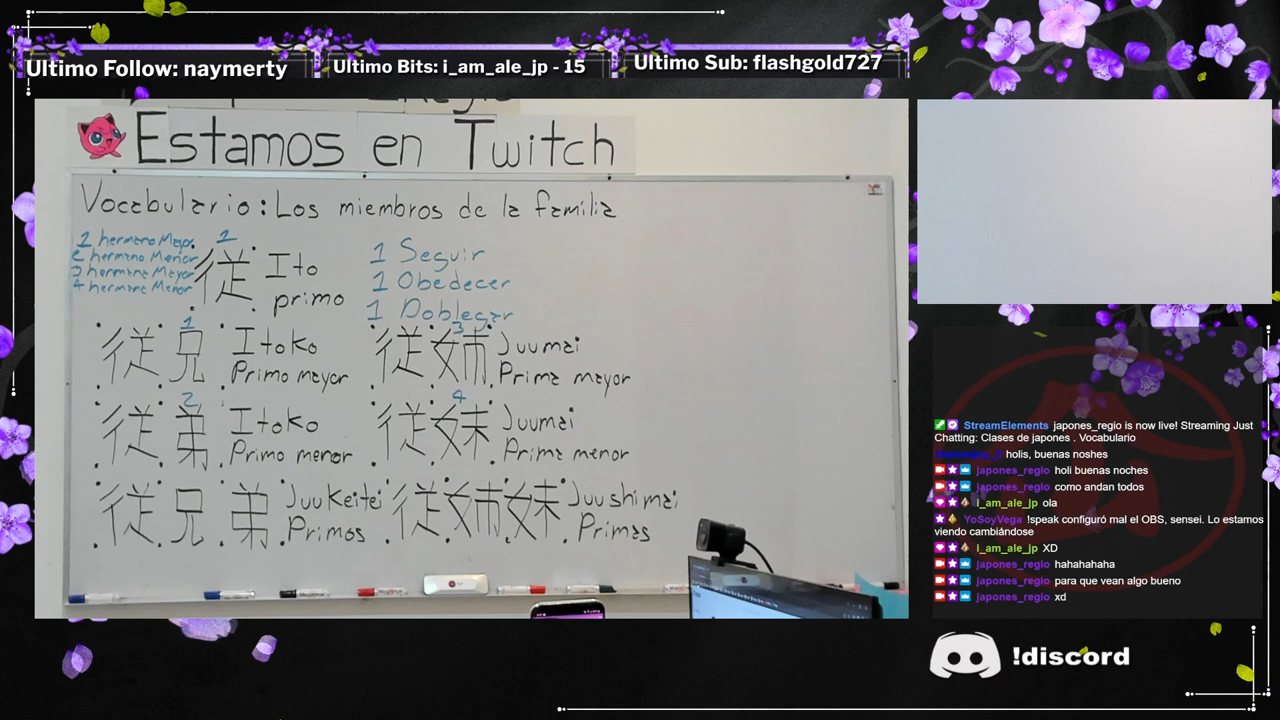 Ultimo Follow: naymerty
Ultimo Bits: i_am_ale_jp - 15
Ultimo Sub: flashgold727
Estamos en Twitch
Vocabulario: Los miembros de la familia
1 hermano Mayor
2 hermano Menor
3 hermana Mayor
4 hermana Menor
1
従 Ito
primo
1 Seguir
1 Obedecer
1 Doblegar
1
従兄 Itoko
Primo mayor
3
従姉 Juumai
Prima mayor
2
従弟 Itoko
Primo menor
4
従妹 Juumai
Prima menor
従兄弟 Juukeitei
Primos
従姉妹 Juushimai
Primas
StreamElements japones_regio is now live! Streaming Just
Chatting: Clases de japones . Vocabulario
holis, buenas noshes
japones_regio holi buenas noches
japones_regio como andan todos
i_am_ale_jp ola
YoSoyVega !speak configuró mal el OBS, sensei. Lo estamos
viendo cambiándose
i_am_ale_jp XD
japones_regio hahahahaha
japones_regio para que vean algo bueno
japones_regio xd
!discord